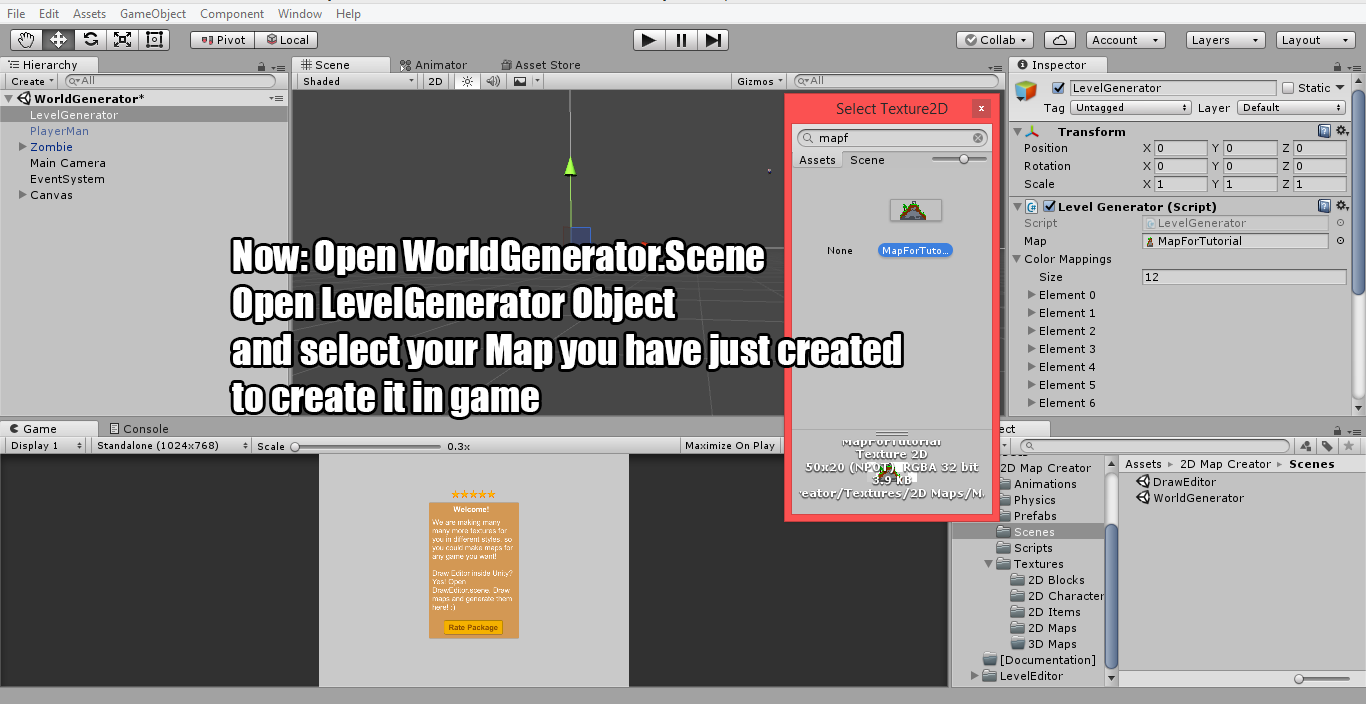 File Edit Assets GameObject Component Window Help
Pivot Local Collab Account Layers Layout
Hierarchy
Create All
WorldGenerator*
LevelGenerator
PlayerMan
Zombie
Main Camera
EventSystem
Canvas
Scene Animator Asset Store
Shaded 2D Gizmos All
Now: Open WorldGenerator.Scene
Open LevelGenerator Object
and select your Map you have just created
to create it in game
Select Texture2D x
mapf
Assets Scene
None MapForTuto...
MapForTutorial
Texture 2D
50x20 (NPOT) RGBA 32 bit
3.9 KB
eator/Textures/2D Maps/M
Inspector
LevelGenerator Static
Tag Untagged Layer Default
Transform
Position X 0 Y 0 Z 0
Rotation X 0 Y 0 Z 0
Scale X 1 Y 1 Z 1
Level Generator (Script)
Script LevelGenerator
Map MapForTutorial
Color Mappings
Size 12
Element 0
Element 1
Element 2
Element 3
Element 4
Element 5
Element 6
Game Console
Display 1 Standalone (1024x768) Scale 0.3x Maximize On Play
Welcome!
We are making many
many more textures for
you in different styles, so
you could make maps for
any game you want!
Draw Editor inside Unity?
Yes! Open
DrawEditor.scene. Draw
maps and generate them
here! :)
Rate Package
ect
2D Map Creator
Animations
Physics
Prefabs
Scenes
Scripts
Textures
2D Blocks
2D Character
2D Items
2D Maps
3D Maps
[Documentation]
LevelEditor
Assets 2D Map Creator Scenes
DrawEditor
WorldGenerator